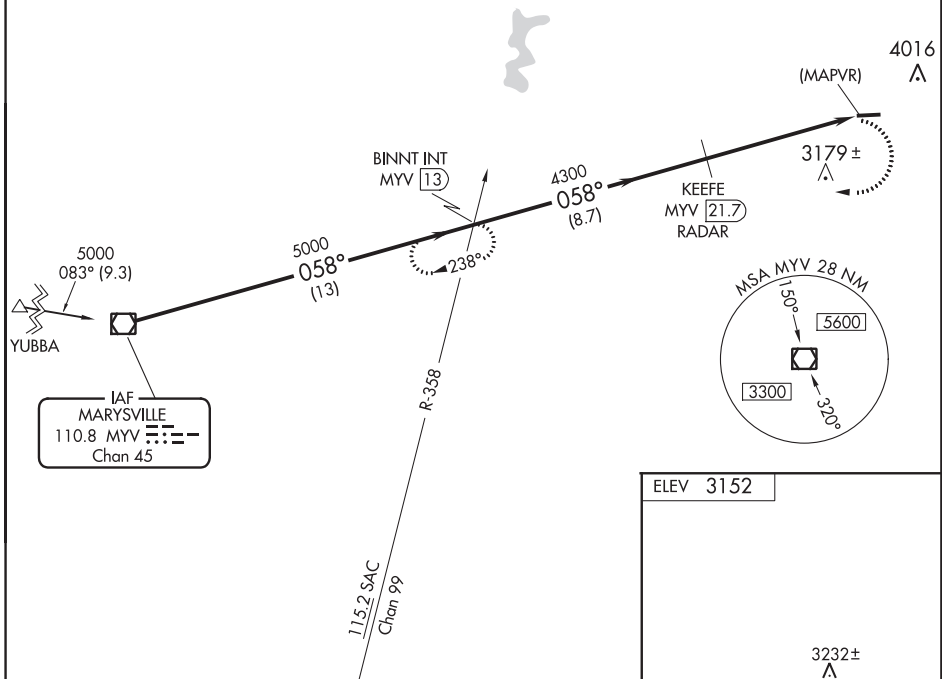 4016
(MAPVR)
3179 ±
BINNT INT
MYV 13
4300
058°
(8.7)
KEEFE
MYV 21.7
RADAR
5000
058°
(13)
238°
5000
083° (9.3)
YUBBA
IAF
MARYSVILLE
110.8 MYV
Chan 45
R-358
115.2 SAC
Chan 99
MSA MYV 28 NM
150°
5600
3300
320°
ELEV 3152
3232±